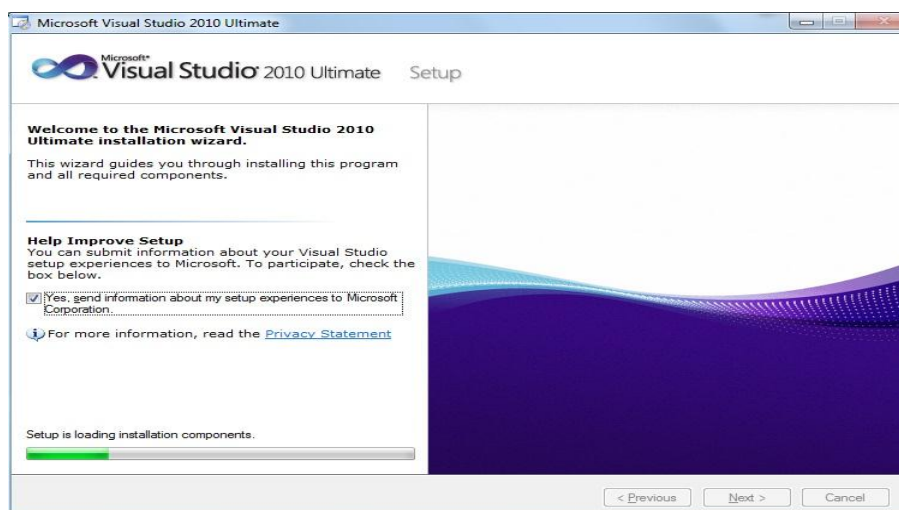 Microsoft Visual Studio 2010 Ultimate
Microsoft®
Visual Studio® 2010 Ultimate Setup
Welcome to the Microsoft Visual Studio 2010
Ultimate installation wizard.
This wizard guides you through installing this program
and all required components.
Help Improve Setup
You can submit information about your Visual Studio
setup experiences to Microsoft. To participate, check the
box below.
Yes, send information about my setup experiences to Microsoft
Corporation.
For more information, read the Privacy Statement
Setup is loading installation components.
< Previous Next > Cancel